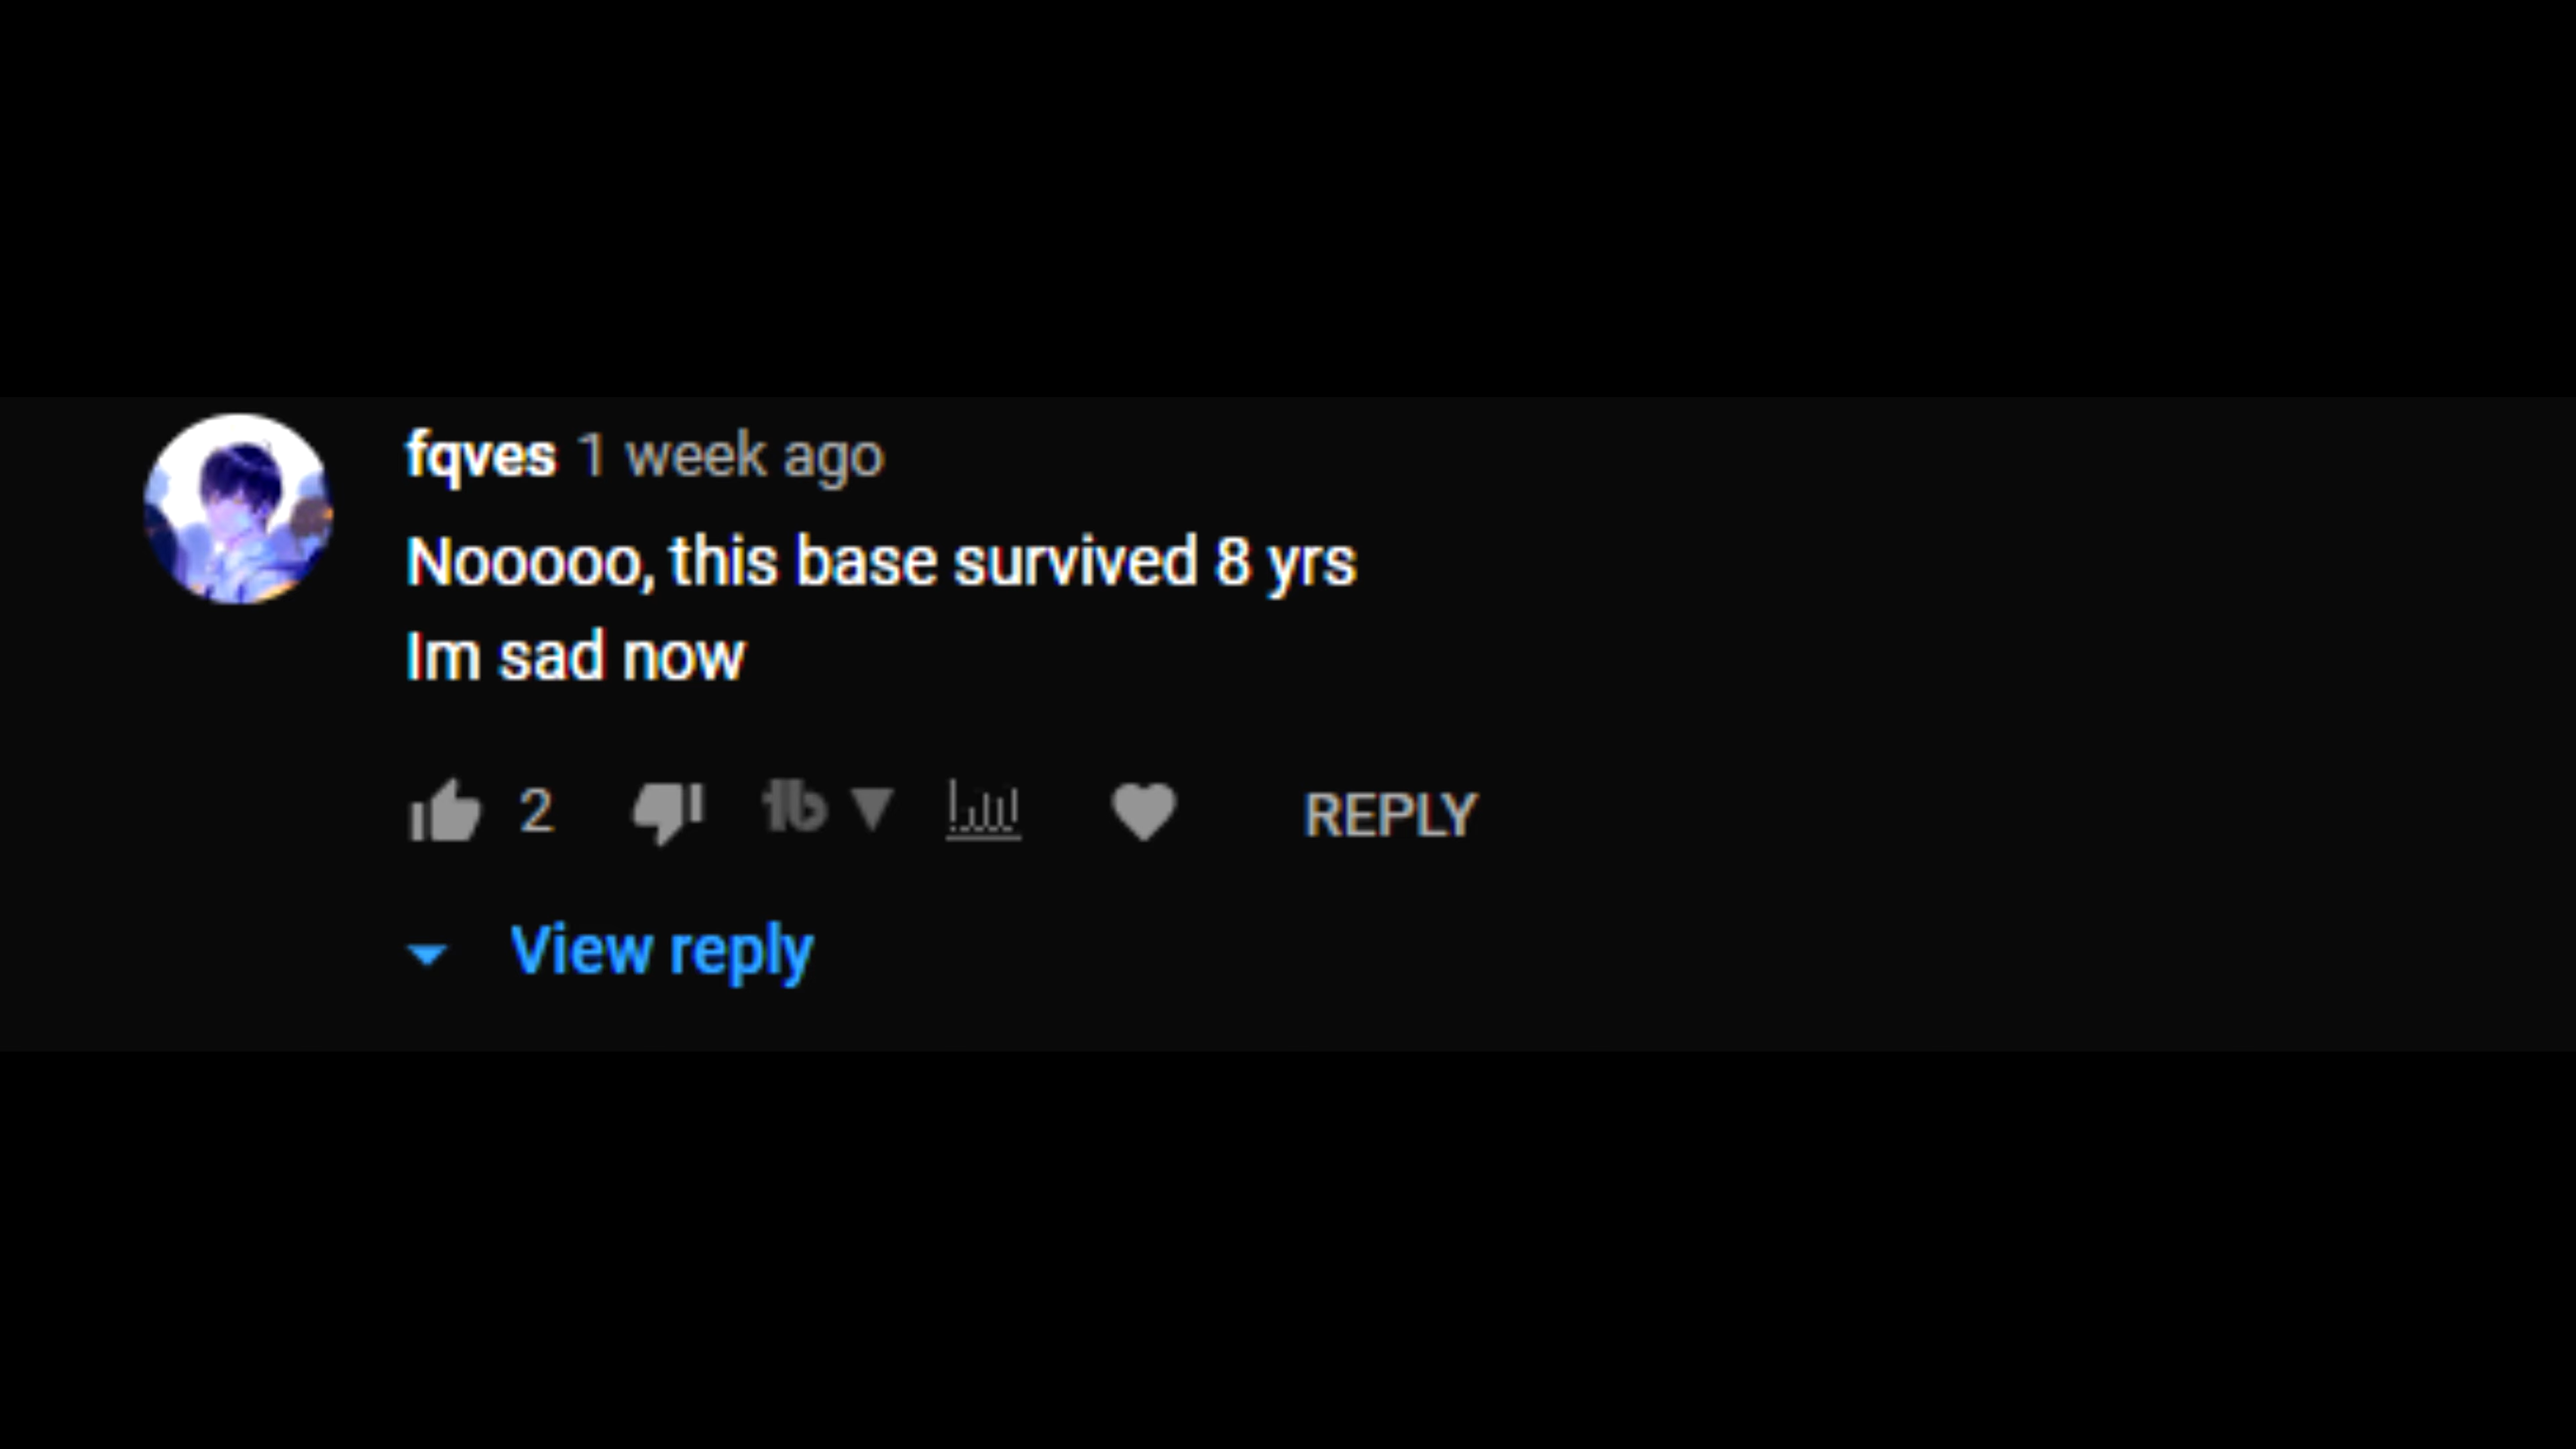 fqves 1 week ago
Nooooo, this base survived 8 yrs
Im sad now
2 REPLY
View reply